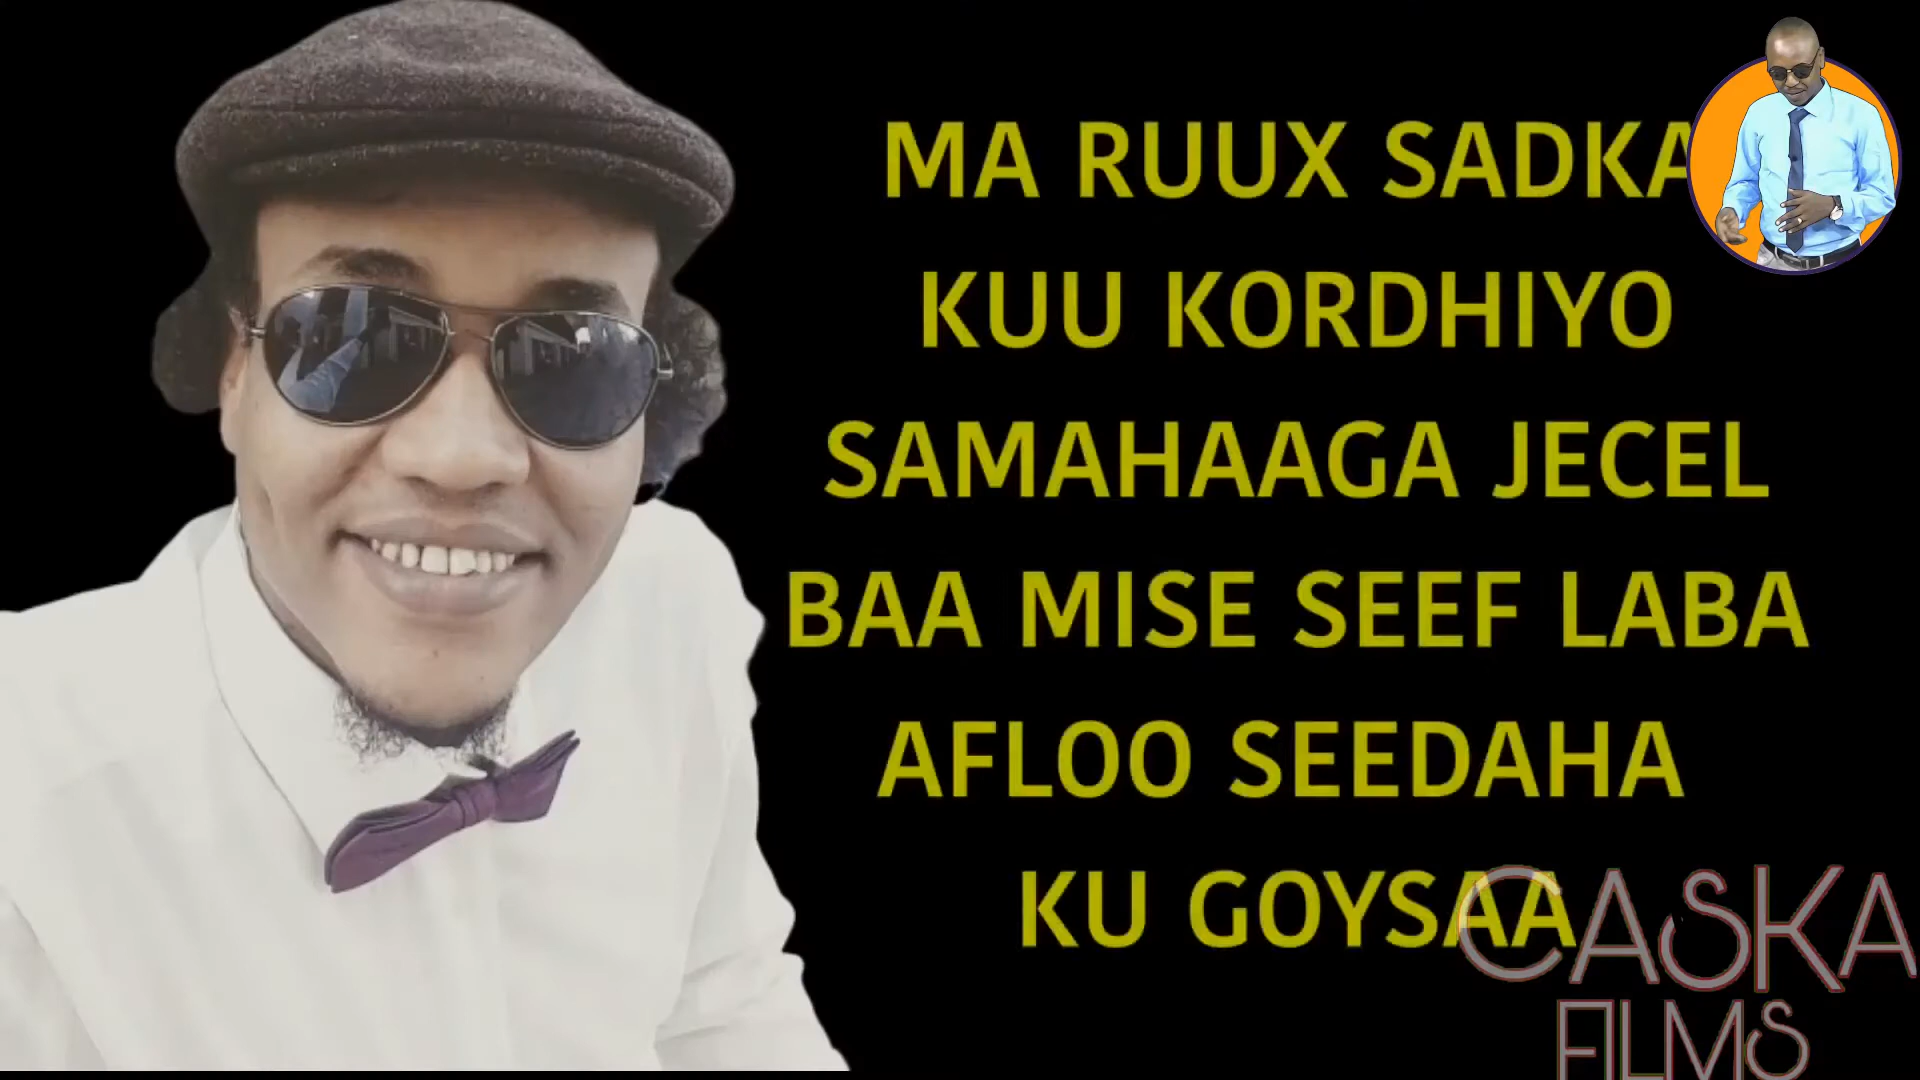 MA RUUX SADKA
KUU KORDHIYO
SAMAHAAGA JECEL
BAA MISE SEEF LABA
AFLOO SEEDAHA
KU GOYSAA
CASKA
FILMS